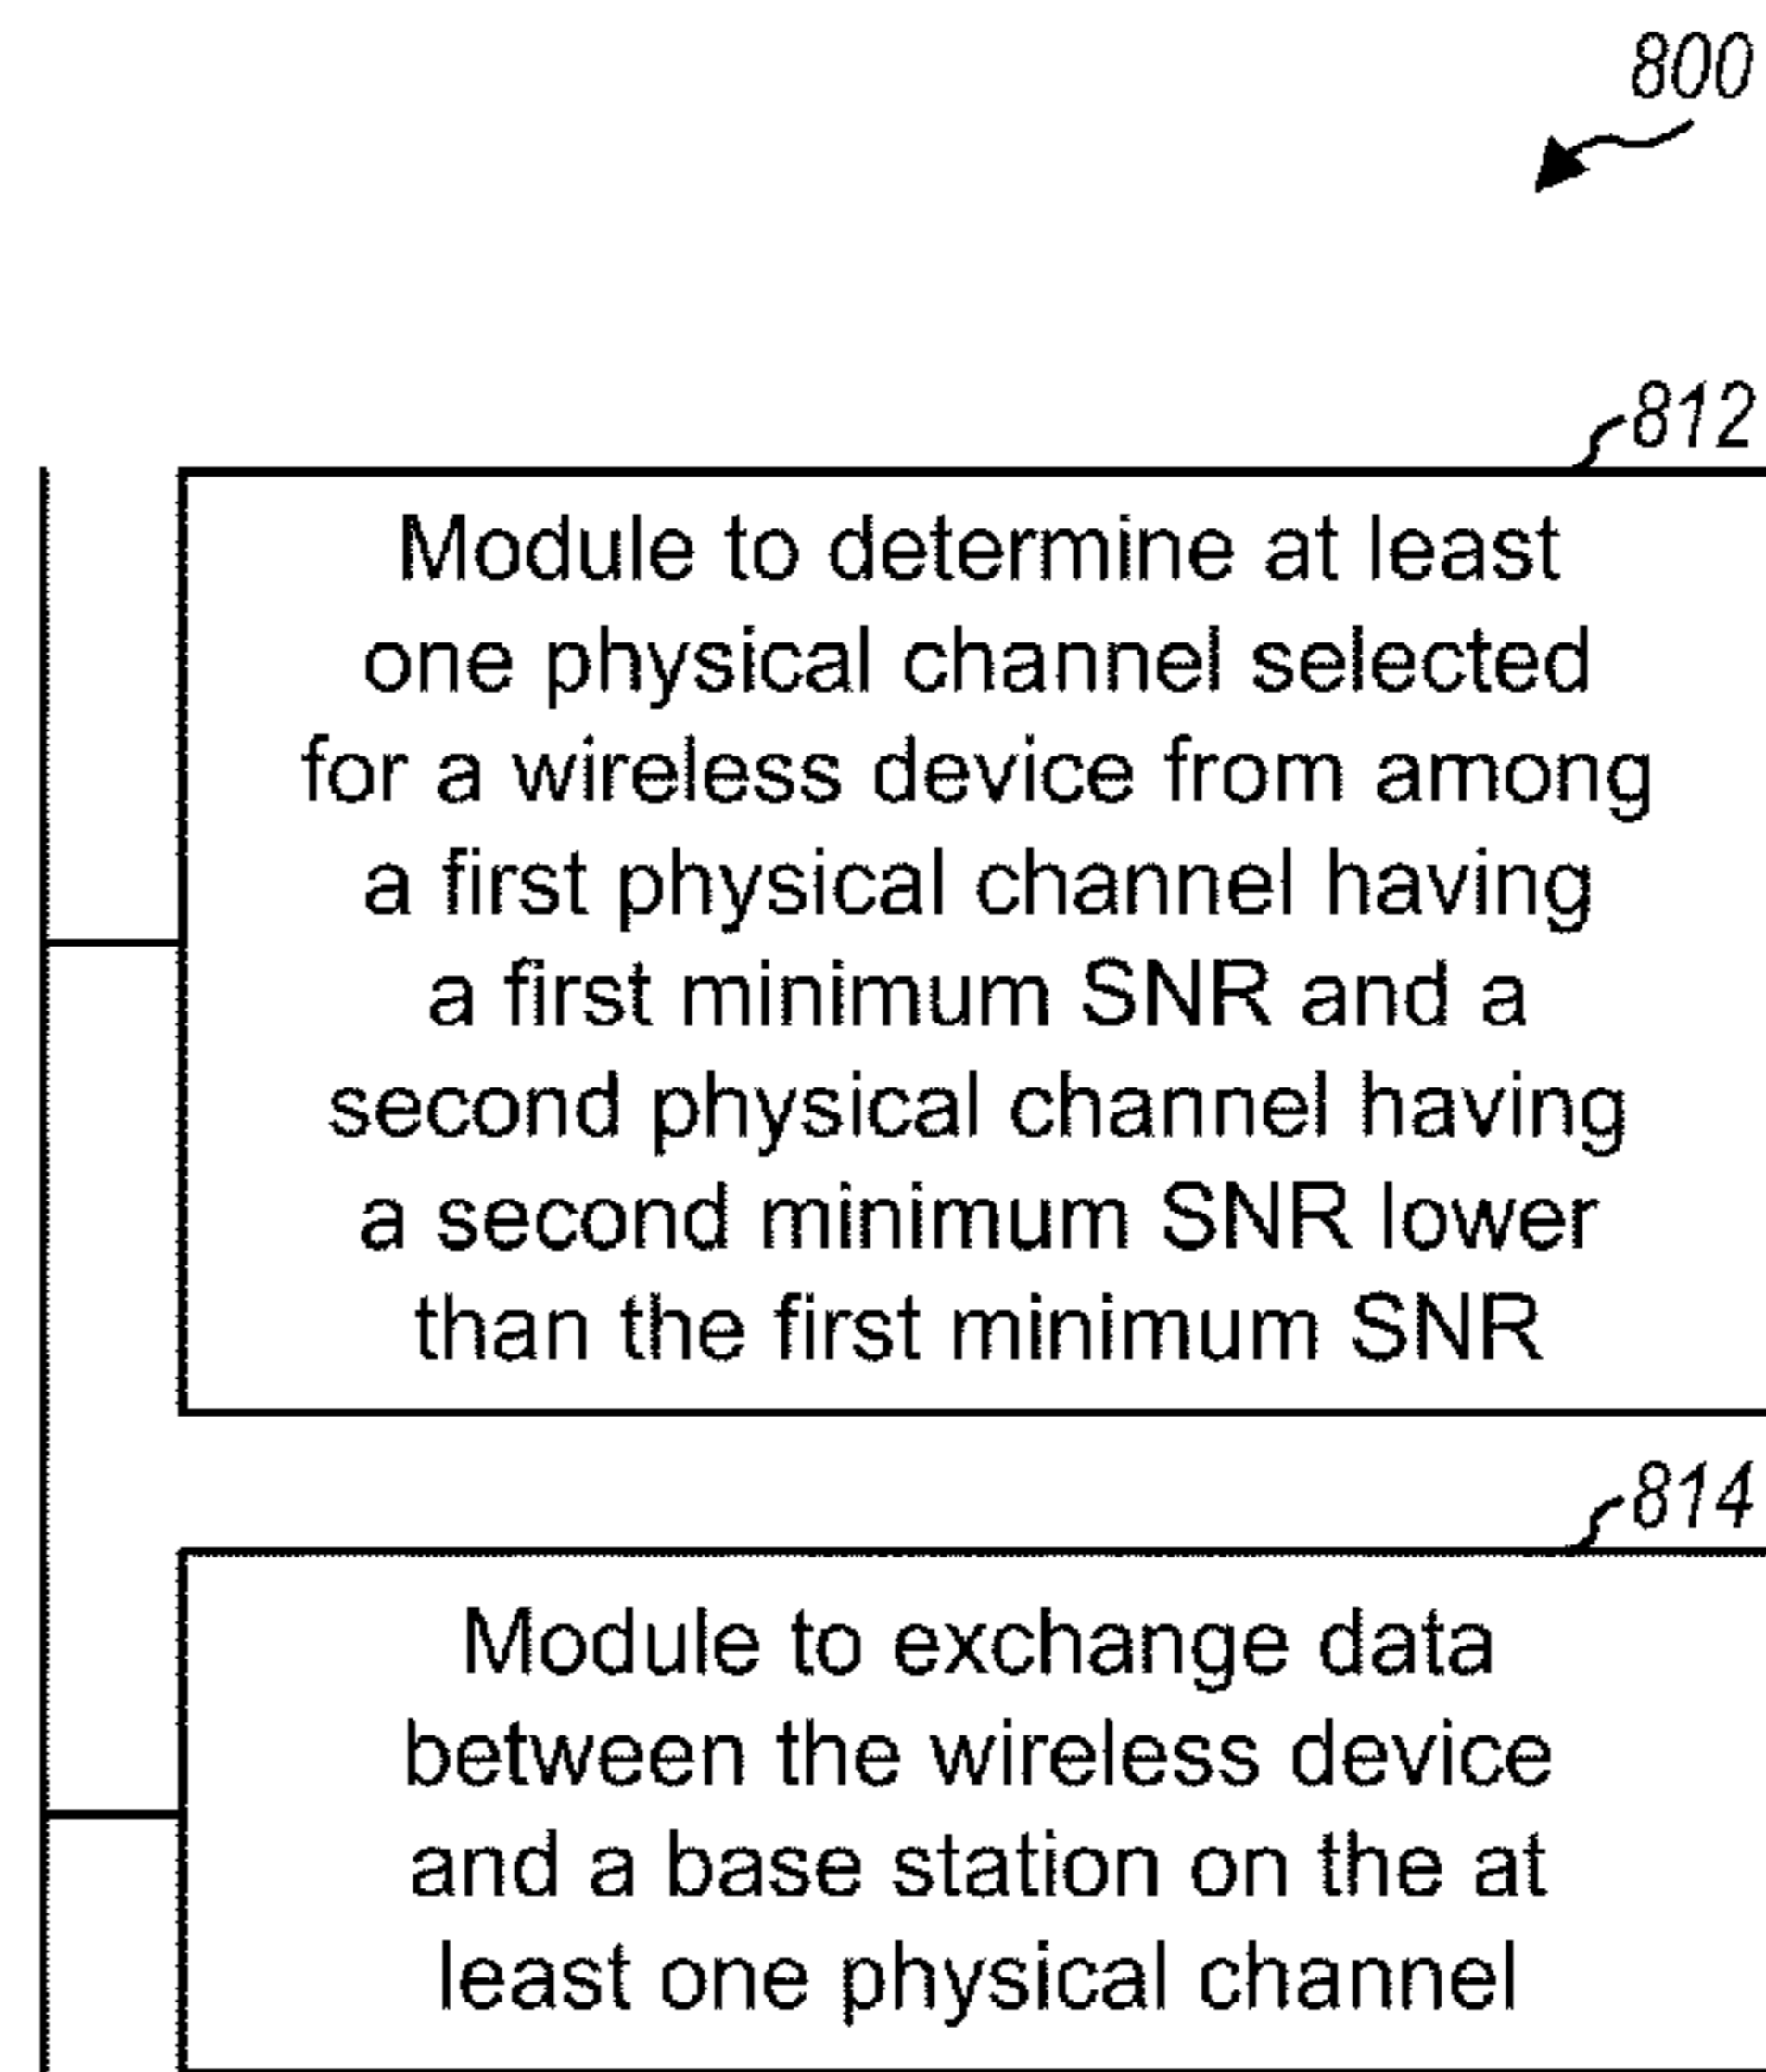 800
812
Module to determine at least
one physical channel selected
for a wireless device from among
a first physical channel having
a first minimum SNR and a
second physical channel having
a second minimum SNR lower
than the first minimum SNR
814
Module to exchange data
between the wireless device
and a base station on the at
least one physical channel